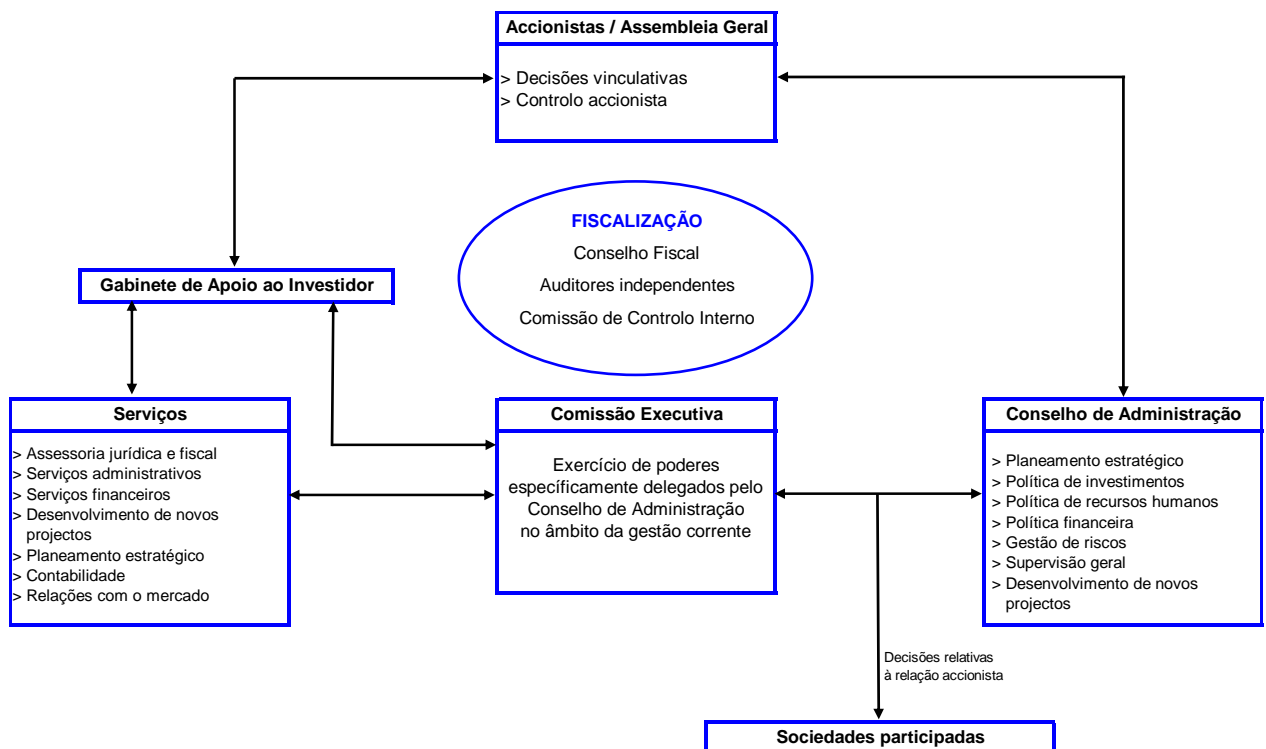 Accionistas / Assembleia Geral
> Decisões vinculativas
> Controlo accionista
FISCALIZAÇÃO
Conselho Fiscal
Auditores independentes
Comissão de Controlo Interno
Gabinete de Apoio ao Investidor
Serviços
> Assessoria jurídica e fiscal
> Serviços administrativos
> Serviços financeiros
> Desenvolvimento de novos
projectos
> Planeamento estratégico
> Contabilidade
> Relações com o mercado
Comissão Executiva
Exercício de poderes
específicamente delegados pelo
Conselho de Administração
no âmbito da gestão corrente
Conselho de Administração
> Planeamento estratégico
> Política de investimentos
> Política de recursos humanos
> Política financeira
> Gestão de riscos
> Supervisão geral
> Desenvolvimento de novos
projectos
Decisões relativas
à relação accionista
Sociedades participadas